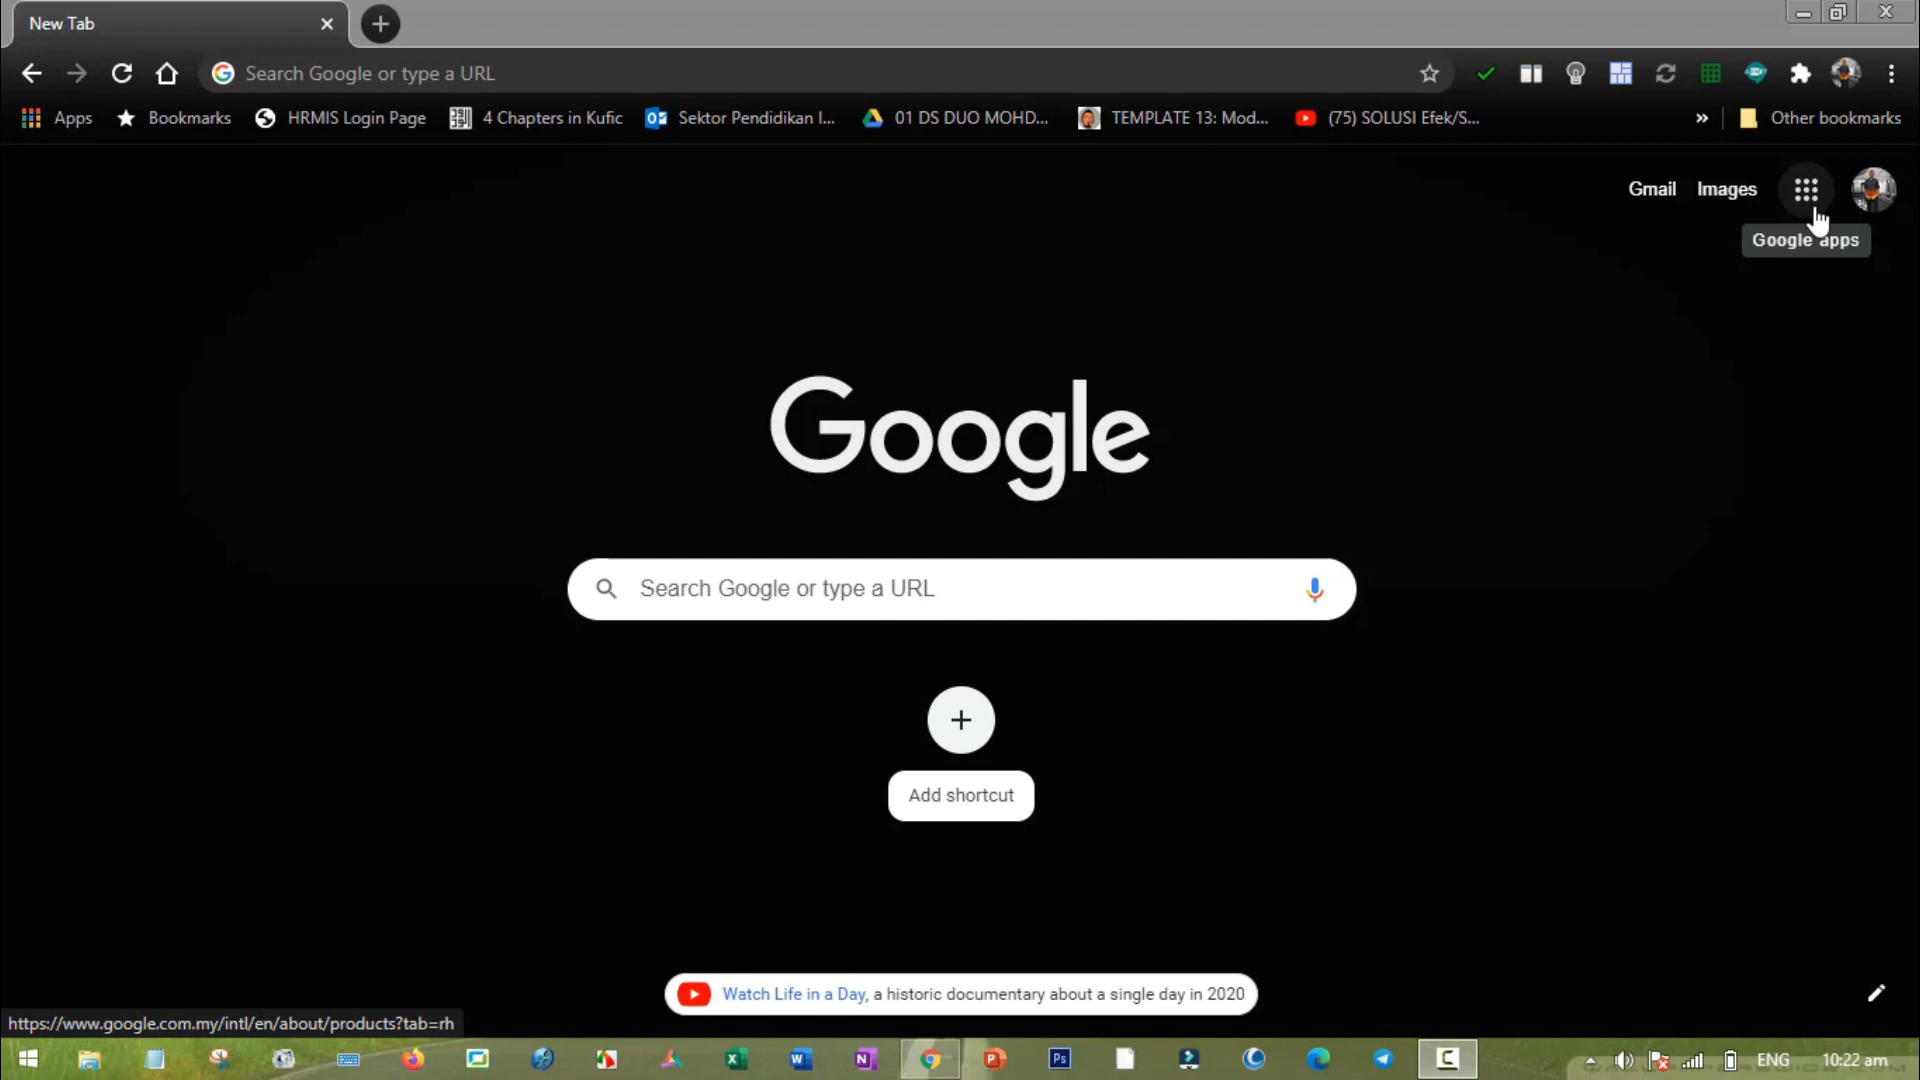 New Tab
Search Google or type a URL
Apps
Bookmarks
HRMIS Login Page
4 Chapters in Kufic
Sektor Pendidikan I...
01 DS DUO MOHD...
TEMPLATE 13: Mod...
(75) SOLUSI Efek/S...
»
Other bookmarks
Gmail
Images
Google apps
Google
Search Google or type a URL
Add shortcut
Watch Life in a Day, a historic documentary about a single day in 2020
https://www.google.com.my/intl/en/about/products?tab=rh
ENG
10:22 am